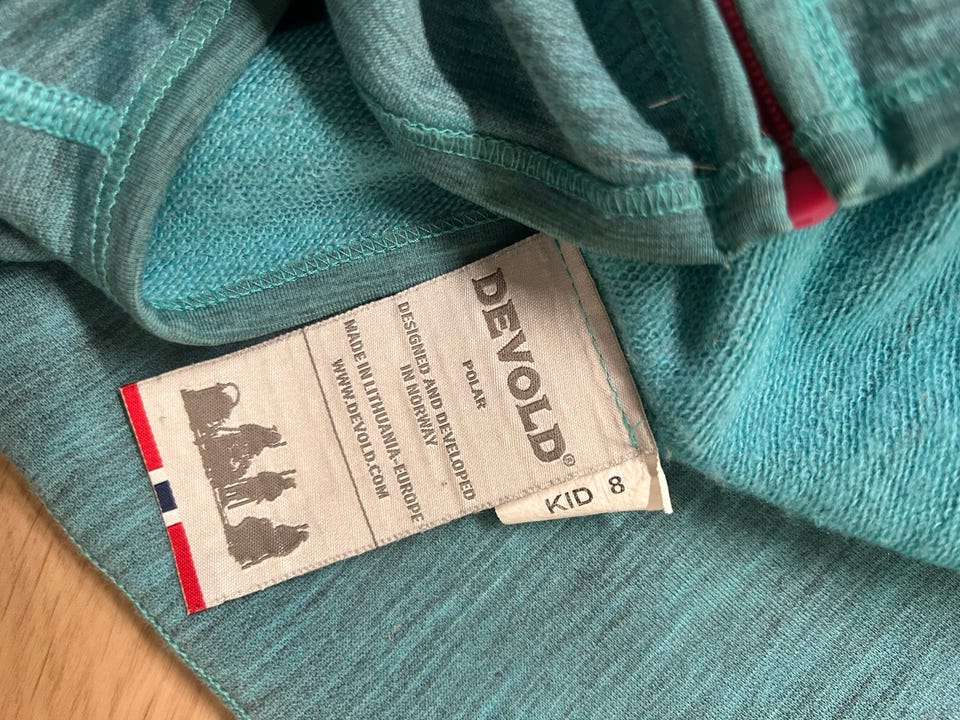 DEVOLD®
POLAR
DESIGNED AND DEVELOPED
IN NORWAY
MADE IN LITHUANIA-EUROPE
WWW.DEVOLD.COM
KID 8